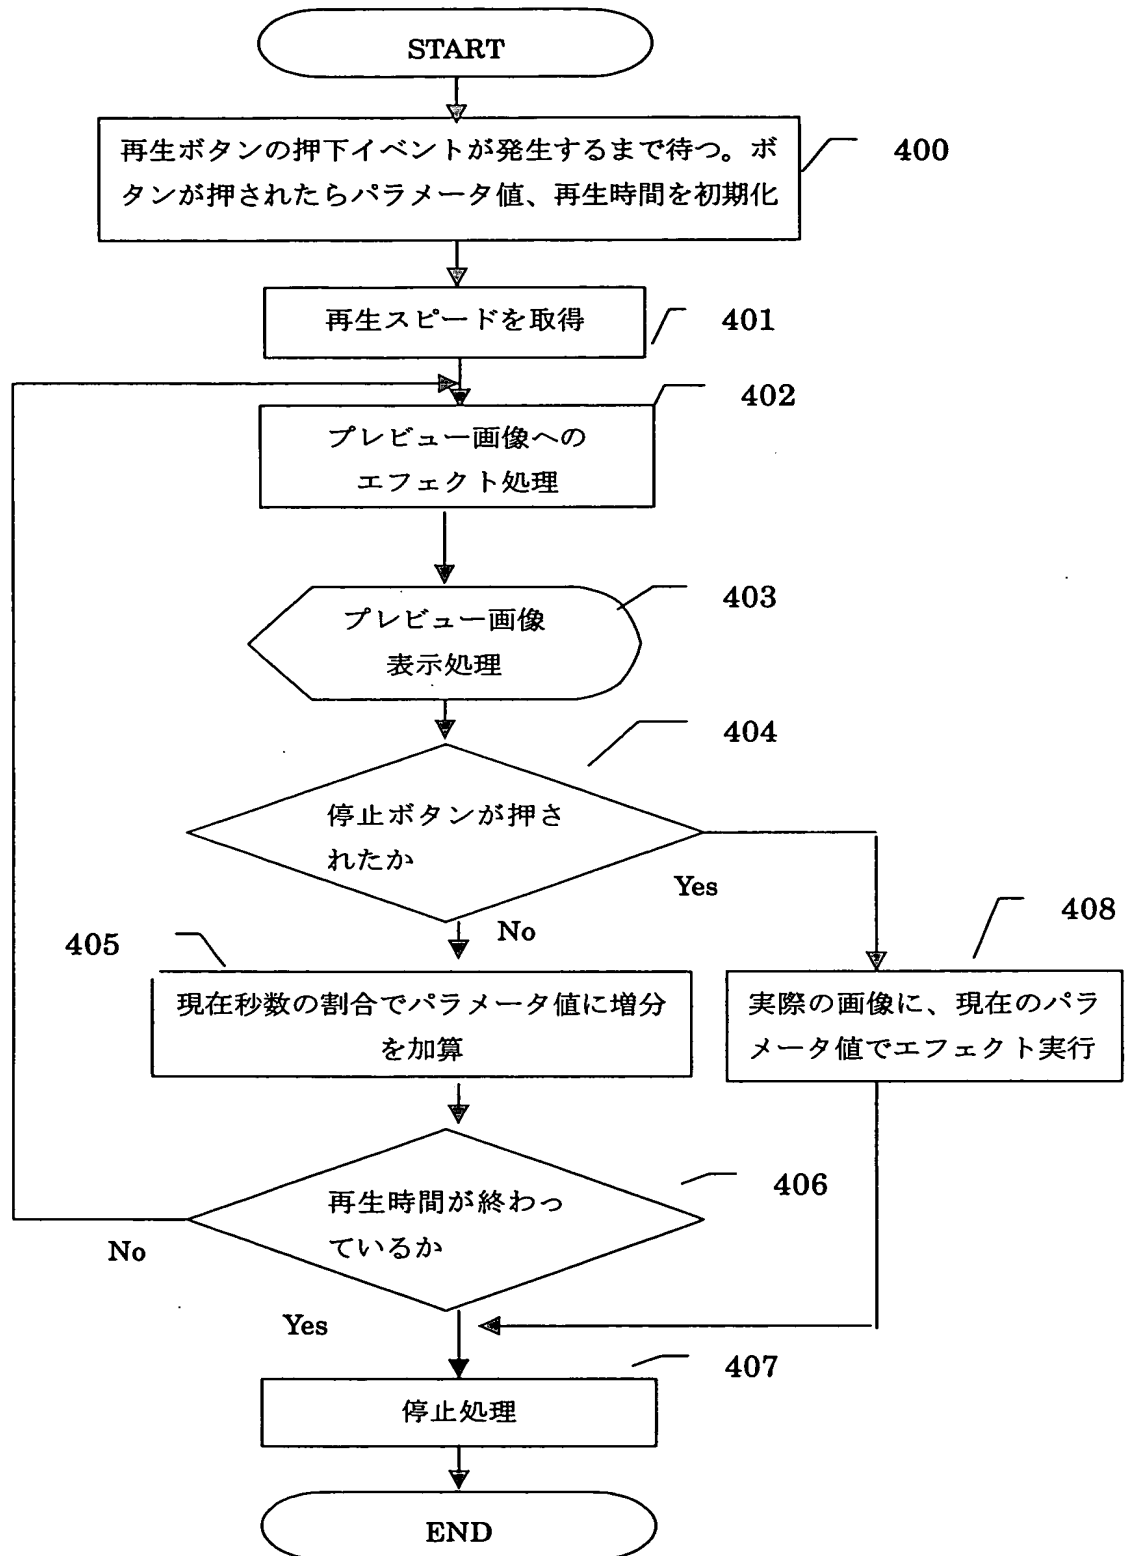 START
再生ボタンの押下イベントが発生するまで待つ。ボ
タンが押されたらパラメータ値、再生時間を初期化
400
再生スピードを取得
401
402
プレビュー画像への
エフェクト処理
403
プレビュー画像
表示処理
404
停止ボタンが押さ
れたか
Yes
No
405
408
現在秒数の割合でパラメータ値に増分
を加算
実際の画像に、現在のパラ
メータ値でエフェクト実行
406
再生時間が終わっ
ているか
No
Yes
407
停止処理
END